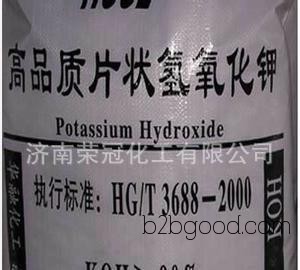 高品质片状氢氧化钾
Potassium Hydroxide
济南荣冠化工有限公司
执行标准：HG/T 3688-2000
KOH
b2bgood.com